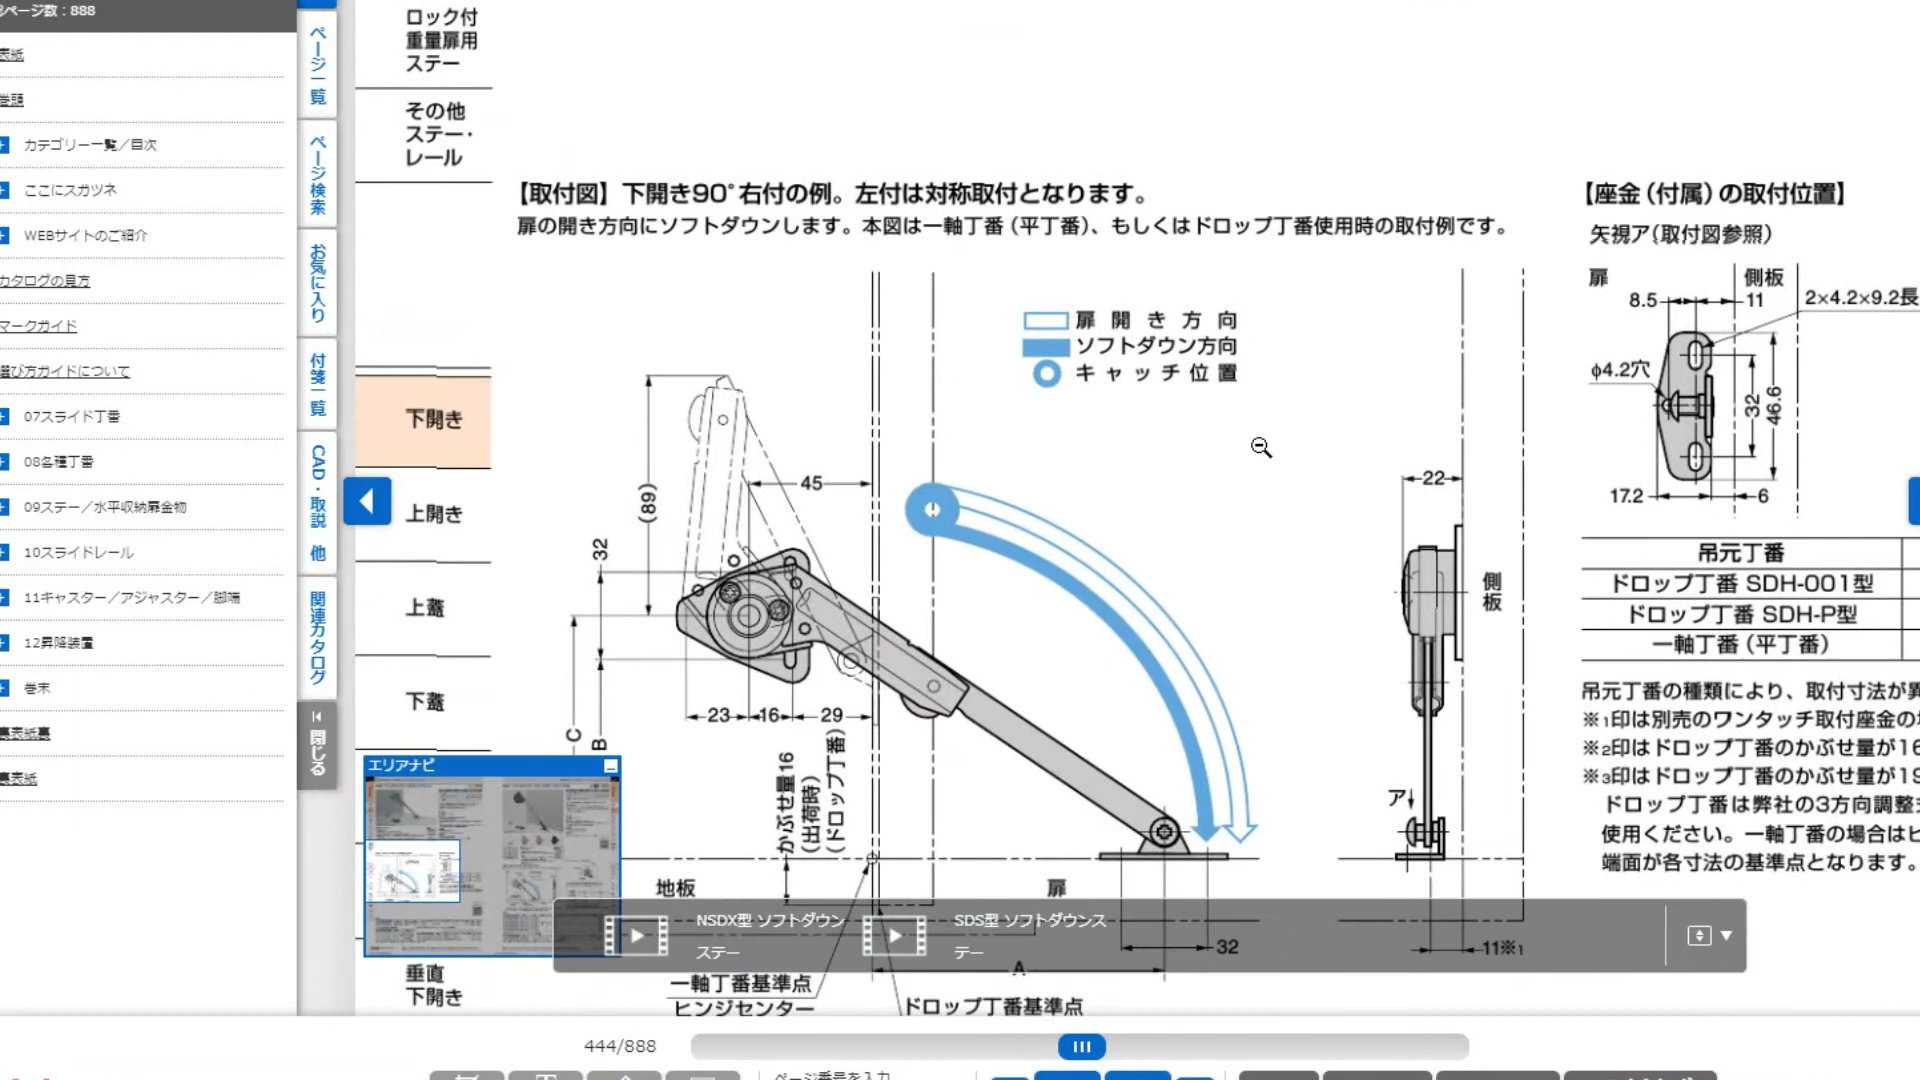 ページ数：888
表紙
巻頭
カテゴリー一覧／目次
ここにスガツネ
WEBサイトのご紹介
カタログの見方
マークガイド
選び方ガイドについて
07スライド丁番
08各種丁番
09ステー／水平収納扉金物
10スライドレール
11キャスター／アジャスター／脚端
12昇降装置
巻末
裏表紙裏
裏表紙
ページ一覧
ページ検索
お気に入り
付箋一覧
CAD・取説 他
関連カタログ
閉じる
ロック付
重量扉用
ステー
その他
ステー・
レール
下開き
上開き
上蓋
下蓋
垂直
下開き
エリアナビ
【取付図】下開き90°右付の例。左付は対称取付となります。
扉の開き方向にソフトダウンします。本図は一軸丁番（平丁番）、もしくはドロップ丁番使用時の取付例です。
扉開き方向
ソフトダウン方向
キャッチ位置
(89)
45
32
23
16
29
C
B
かぶせ量16
（出荷時）
（ドロップ丁番）
地板
扉
22
側板
ア
32
11※1
A
一軸丁番基準点
ヒンジセンター
ドロップ丁番基準点
NSDX型 ソフトダウン
ステー
SDS型 ソフトダウンス
テー
【座金（付属）の取付位置】
矢視ア（取付図参照）
扉
側板
8.5
11
2×4.2×9.2長
φ4.2穴
32
46.6
17.2
6
吊元丁番
ドロップ丁番 SDH-001型
ドロップ丁番 SDH-P型
一軸丁番（平丁番）
吊元丁番の種類により、取付寸法が異
※1印は別売のワンタッチ取付座金の
※2印はドロップ丁番のかぶせ量が16
※3印はドロップ丁番のかぶせ量が19
ドロップ丁番は弊社の3方向調整
使用ください。一軸丁番の場合はヒ
端面が各寸法の基準点となります。
444/888
ページ番号を入力